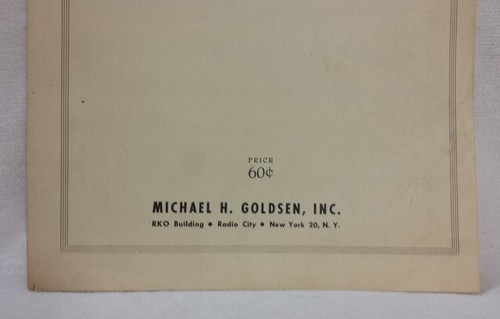 PRICE
60¢
MICHAEL H. GOLDSEN, INC.
RKO Building • Radio City • New York 20, N. Y.